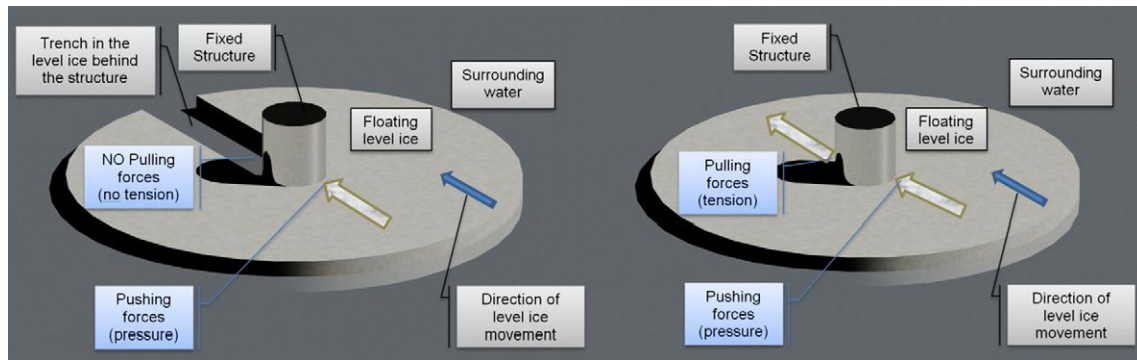 Trench in the
level ice behind
the structure
Fixed
Structure
Surrounding
water
Floating
level ice
NO Pulling
forces
(no tension)
Pushing
forces
(pressure)
Direction of
level ice
movement
Fixed
Structure
Surrounding
water
Floating
level ice
Pulling
forces
(tension)
Pushing
forces
(pressure)
Direction of
level ice
movement